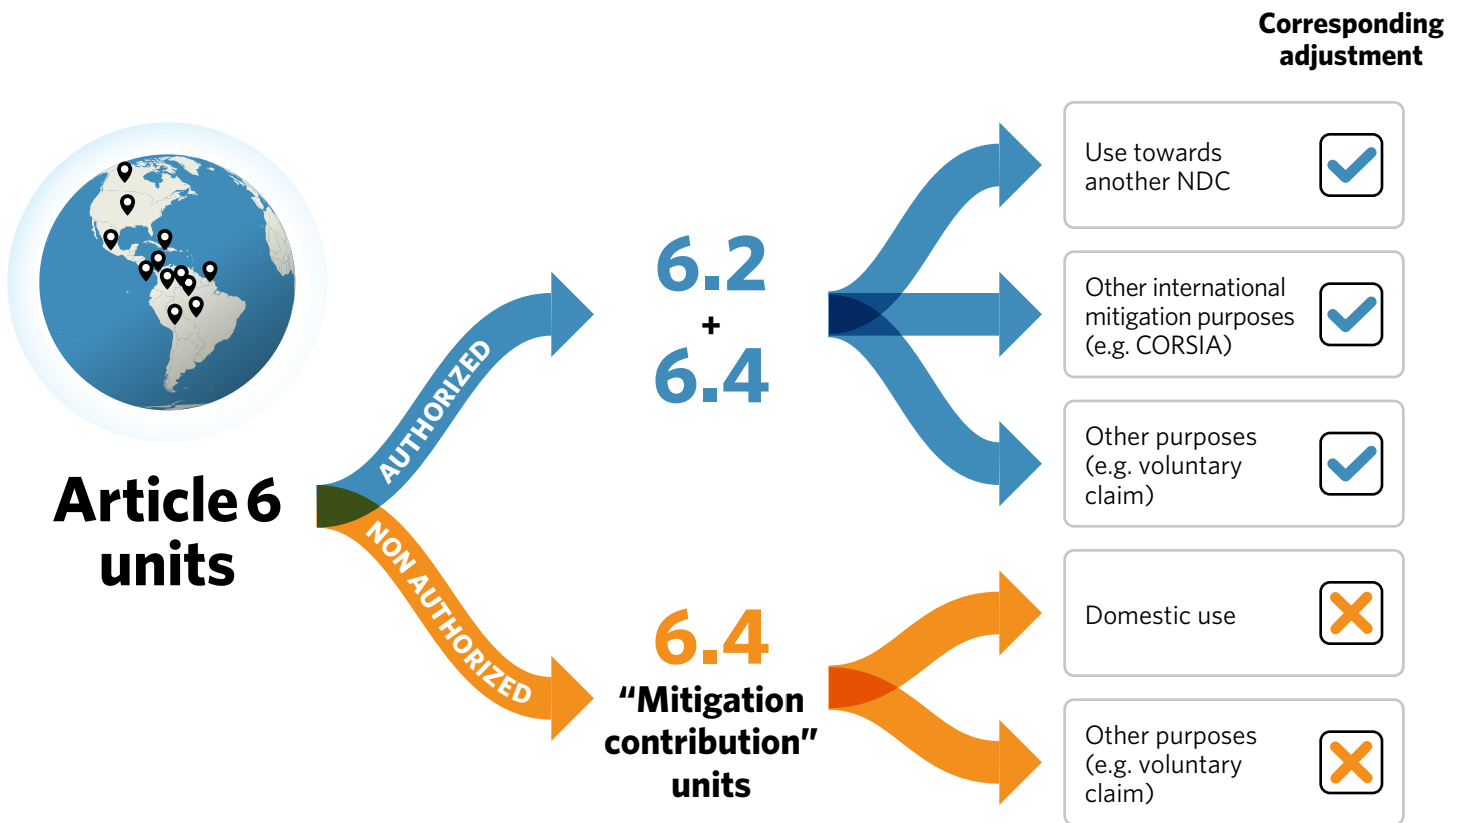 Corresponding
adjustment
Article 6
units
AUTHORIZED
NON AUTHORIZED
6.2
+
6.4
6.4
“Mitigation
contribution”
units
Use towards
another NDC
Other international
mitigation purposes
(e.g. CORSIA)
Other purposes
(e.g. voluntary
claim)
Domestic use
Other purposes
(e.g. voluntary
claim)